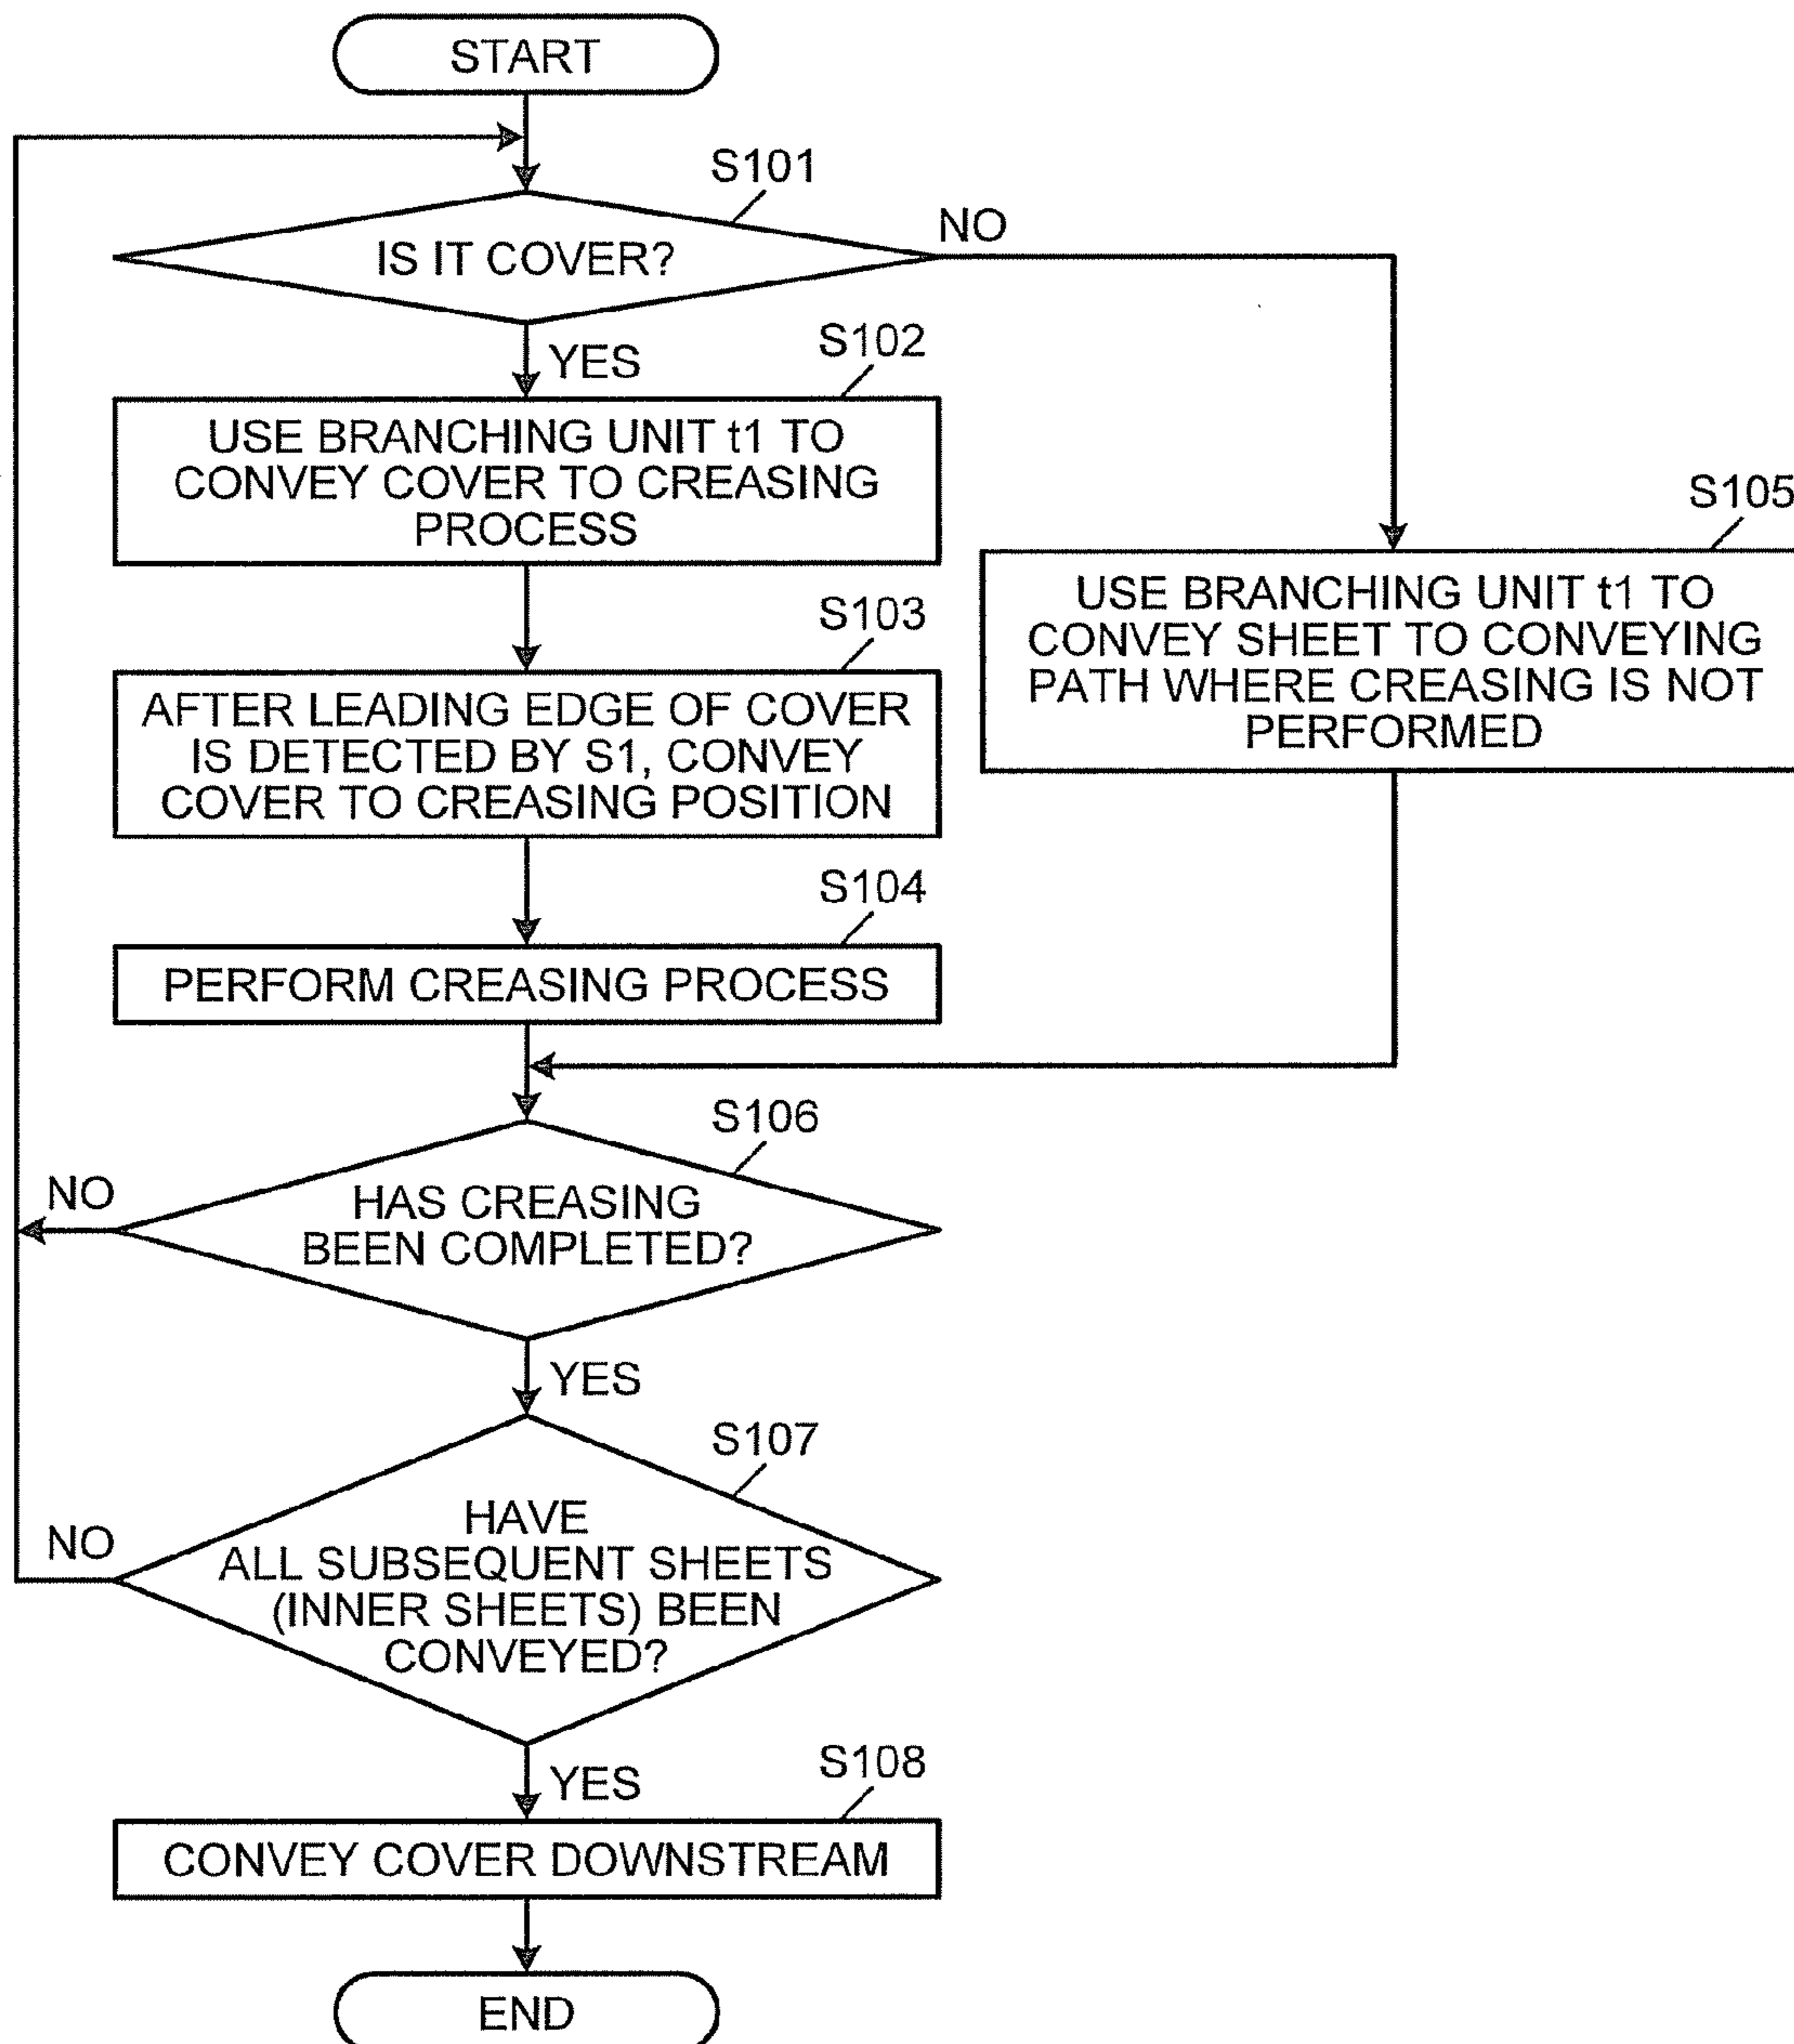 START
S101
IS IT COVER?
NO
YES
S102
USE BRANCHING UNIT t1 TO
CONVEY COVER TO CREASING
PROCESS
S105
USE BRANCHING UNIT t1 TO
CONVEY SHEET TO CONVEYING
PATH WHERE CREASING IS NOT
PERFORMED
S103
AFTER LEADING EDGE OF COVER
IS DETECTED BY S1, CONVEY
COVER TO CREASING POSITION
S104
PERFORM CREASING PROCESS
S106
NO
HAS CREASING
BEEN COMPLETED?
YES
S107
NO
HAVE
ALL SUBSEQUENT SHEETS
(INNER SHEETS) BEEN
CONVEYED?
YES
S108
CONVEY COVER DOWNSTREAM
END